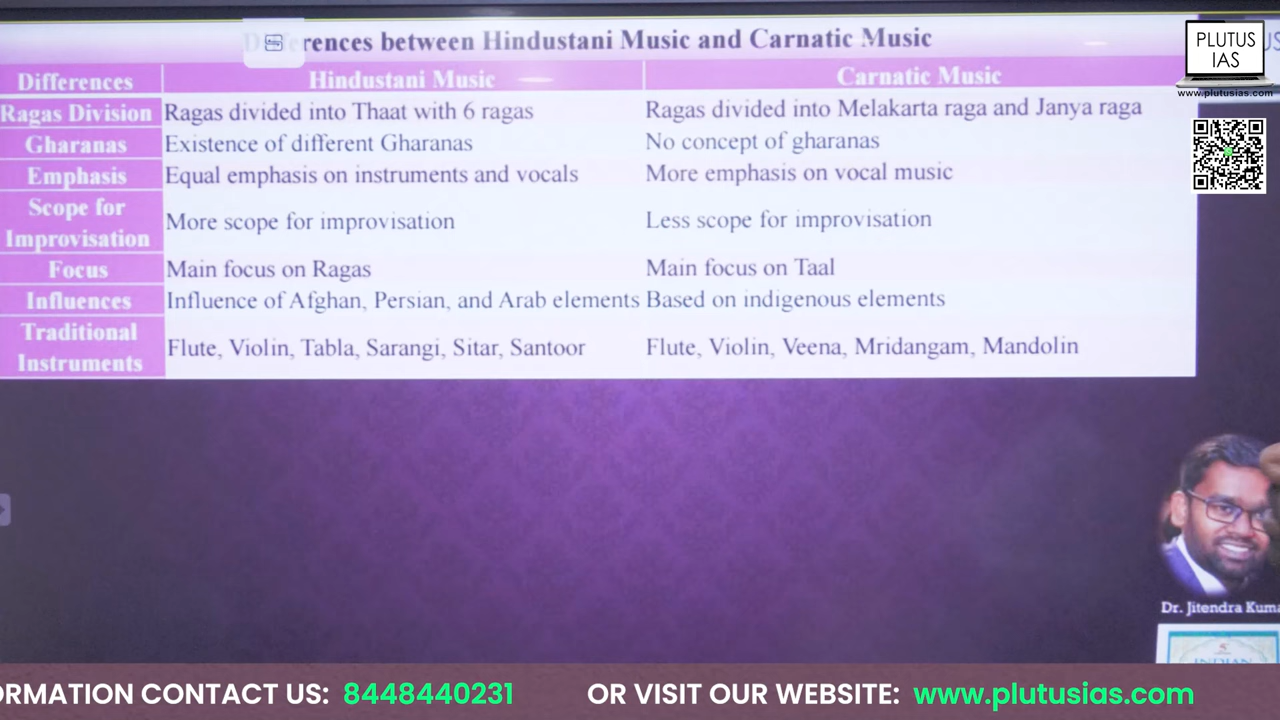 rences between Hindustani Music and Carnatic Music
PLUTUS
IAS
www.plutusias.com
Differences Hindustani Music Carnatic Music
Ragas Division Ragas divided into Thaat with 6 ragas Ragas divided into Melakarta raga and Janya raga
Gharanas Existence of different Gharanas No concept of gharanas
Emphasis Equal emphasis on instruments and vocals More emphasis on vocal music
Scope for
Improvisation More scope for improvisation Less scope for improvisation
Focus Main focus on Ragas Main focus on Taal
Influences Influence of Afghan, Persian, and Arab elements Based on indigenous elements
Traditional
Instruments Flute, Violin, Tabla, Sarangi, Sitar, Santoor Flute, Violin, Veena, Mridangam, Mandolin
Dr. Jitendra Kuma
INDIAN
ORMATION CONTACT US: 8448440231 OR VISIT OUR WEBSITE: www.plutusias.com